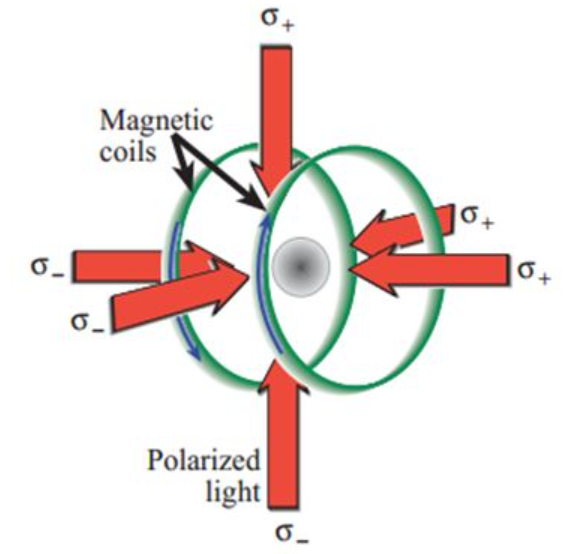 σ+
Magnetic
coils
σ+
σ−
σ+
σ−
Polarized
light
σ−